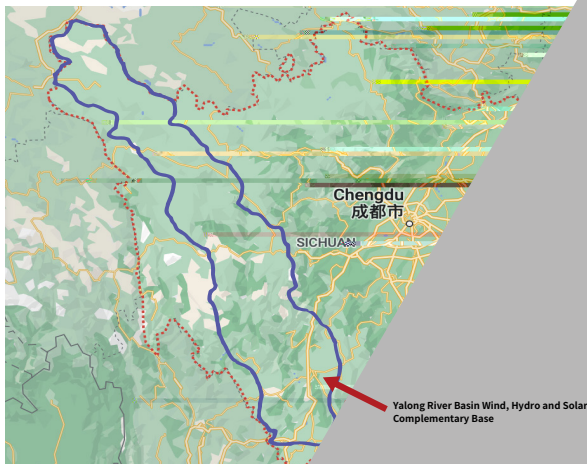 Chengdu
成都市
SICHUAN
Yalong River Basin Wind, Hydro and Solar
Complementary Base